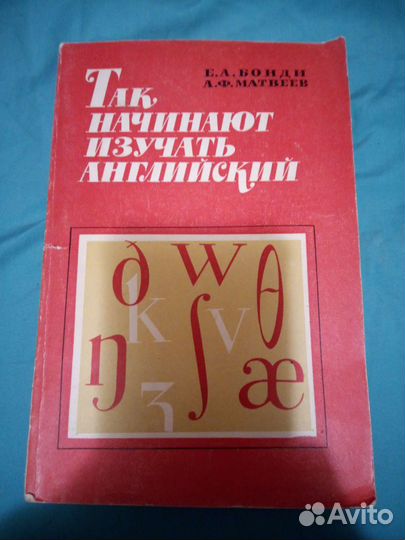 Е.А.БОНДИ
А.Ф.МАТВЕЕВ
ТАК
НАЧИНАЮТ
ИЗУЧАТЬ
АНГЛИЙСКИЙ
ð w θ
k ʃ v
ŋ ʒ æ
Avito